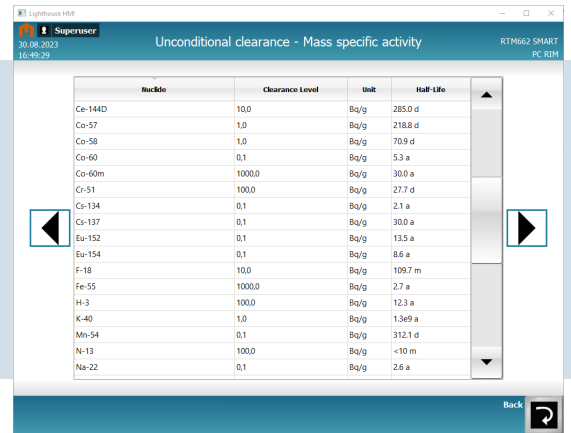 Lighthouse HMI
Superuser
30.08.2023
16:49:29
Unconditional clearance - Mass specific activity
RTM662 SMART
PC RIM
Nuclide Clearance Level Unit Half-Life
Ce-144D 10,0 Bq/g 285.0 d
Co-57 1,0 Bq/g 218.8 d
Co-58 1,0 Bq/g 70.9 d
Co-60 0,1 Bq/g 5.3 a
Co-60m 1000,0 Bq/g 30.0 a
Cr-51 100,0 Bq/g 27.7 d
Cs-134 0,1 Bq/g 2.1 a
Cs-137 0,1 Bq/g 30.0 a
Eu-152 0,1 Bq/g 13.5 a
Eu-154 0,1 Bq/g 8.6 a
F-18 10,0 Bq/g 109.7 m
Fe-55 1000,0 Bq/g 2.7 a
H-3 100,0 Bq/g 12.3 a
K-40 1,0 Bq/g 1.3e9 a
Mn-54 0,1 Bq/g 312.1 d
N-13 100,0 Bq/g <10 m
Na-22 0,1 Bq/g 2.6 a
Back